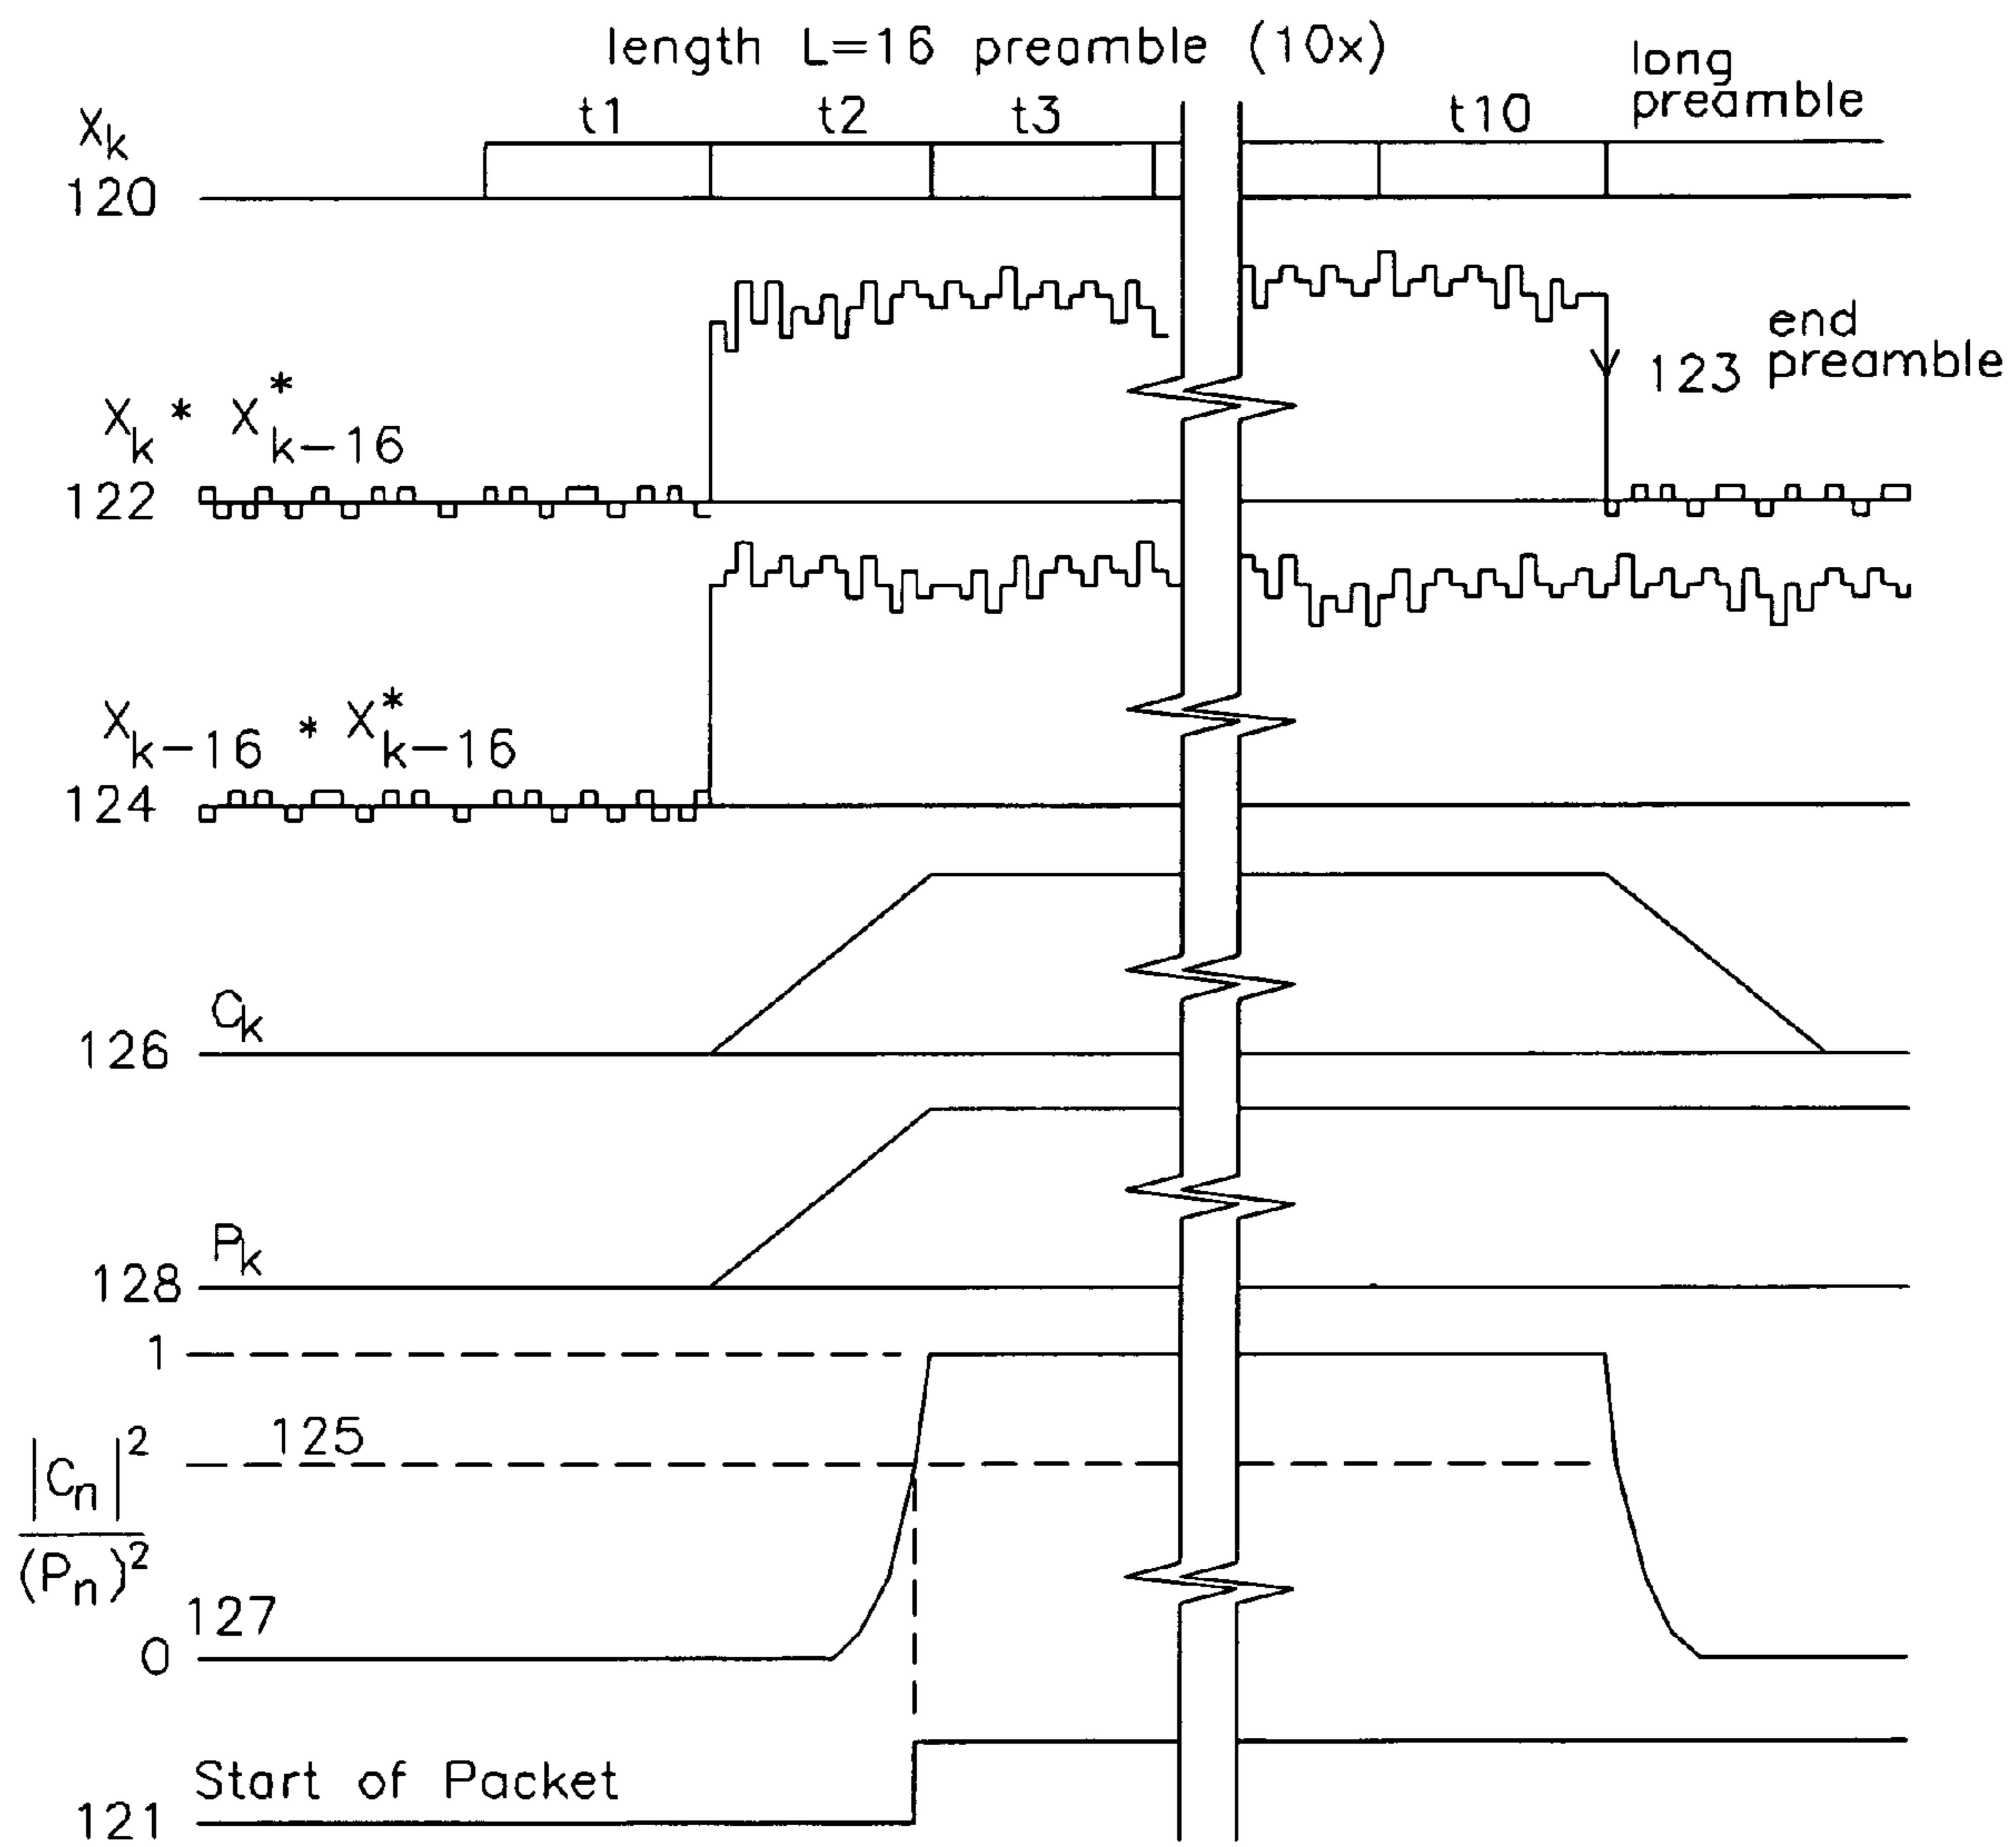 length L=16 preamble (10x)
long
preamble
t1 t2 t3 t10
X_k
120
end
preamble
123
X_k * X*_k-16
122
X_k-16 * X*_k-16
124
C_k
126
P_k
128
1
125
|C_n|^2
(P_n)^2
127
0
Start of Packet
121